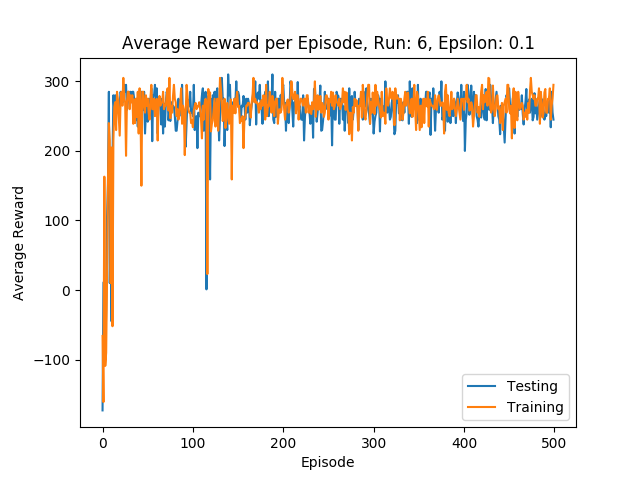 Average Reward per Episode, Run: 6, Epsilon: 0.1
300
200
100
0
−100
Average Reward
0
100
200
300
400
500
Episode
Testing
Training